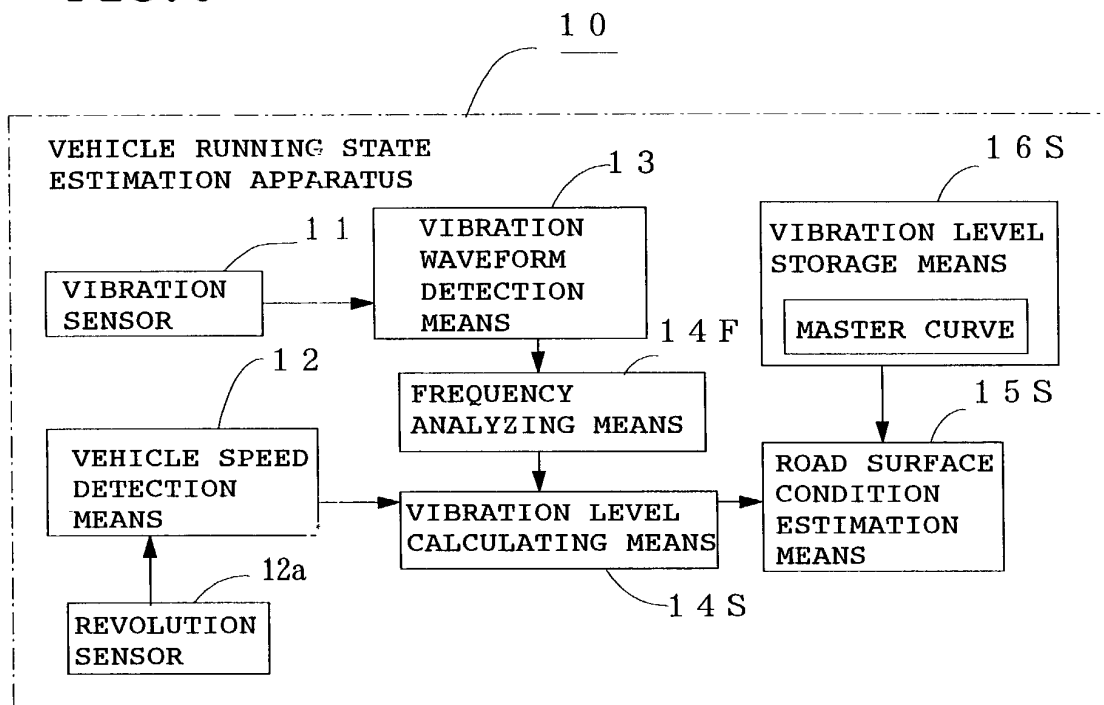 10
VEHICLE RUNNING STATE
ESTIMATION APPARATUS
11
VIBRATION
SENSOR
13
VIBRATION
WAVEFORM
DETECTION
MEANS
16S
VIBRATION LEVEL
STORAGE MEANS
MASTER CURVE
14F
FREQUENCY
ANALYZING MEANS
12
VEHICLE SPEED
DETECTION
MEANS
VIBRATION LEVEL
CALCULATING MEANS
14S
15S
ROAD SURFACE
CONDITION
ESTIMATION
MEANS
12a
REVOLUTION
SENSOR